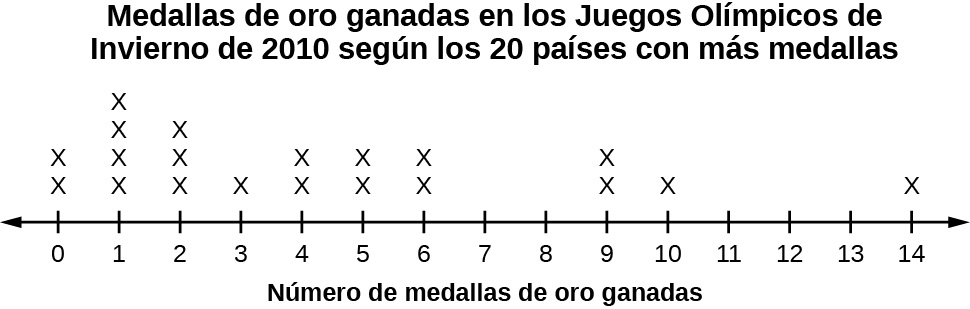 Medallas de oro ganadas en los Juegos Olímpicos de
Invierno de 2010 según los 20 países con más medallas
X
X X
X X X X X X X
X X X X X X X X X X
0 1 2 3 4 5 6 7 8 9 10 11 12 13 14
Número de medallas de oro ganadas